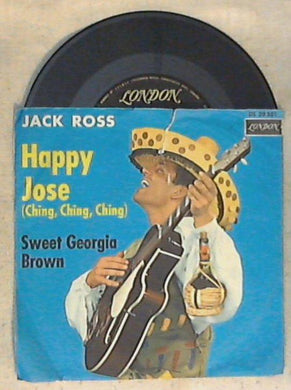 LONDON
JACK ROSS
LONDON
Happy
Jose
(Ching, Ching, Ching)
Sweet Georgia
Brown